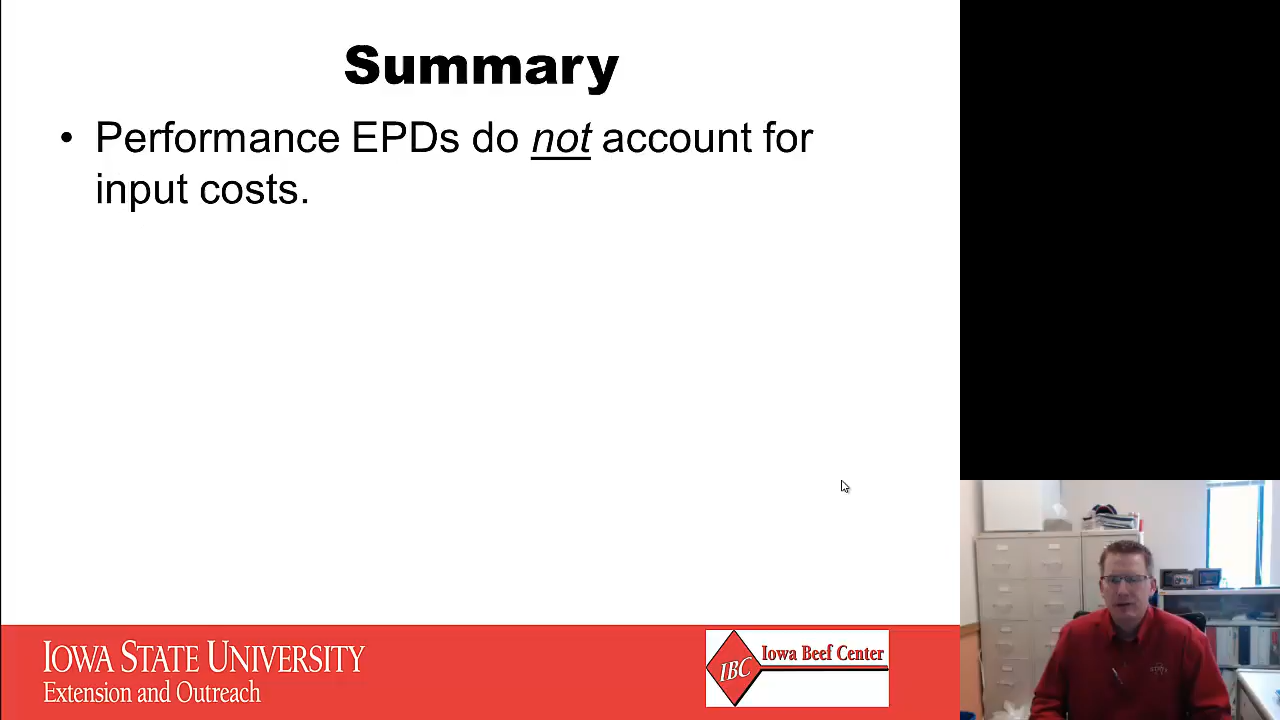 Summary
• Performance EPDs do not account for
input costs.
IOWA STATE UNIVERSITY
Extension and Outreach
IBC
Iowa Beef Center